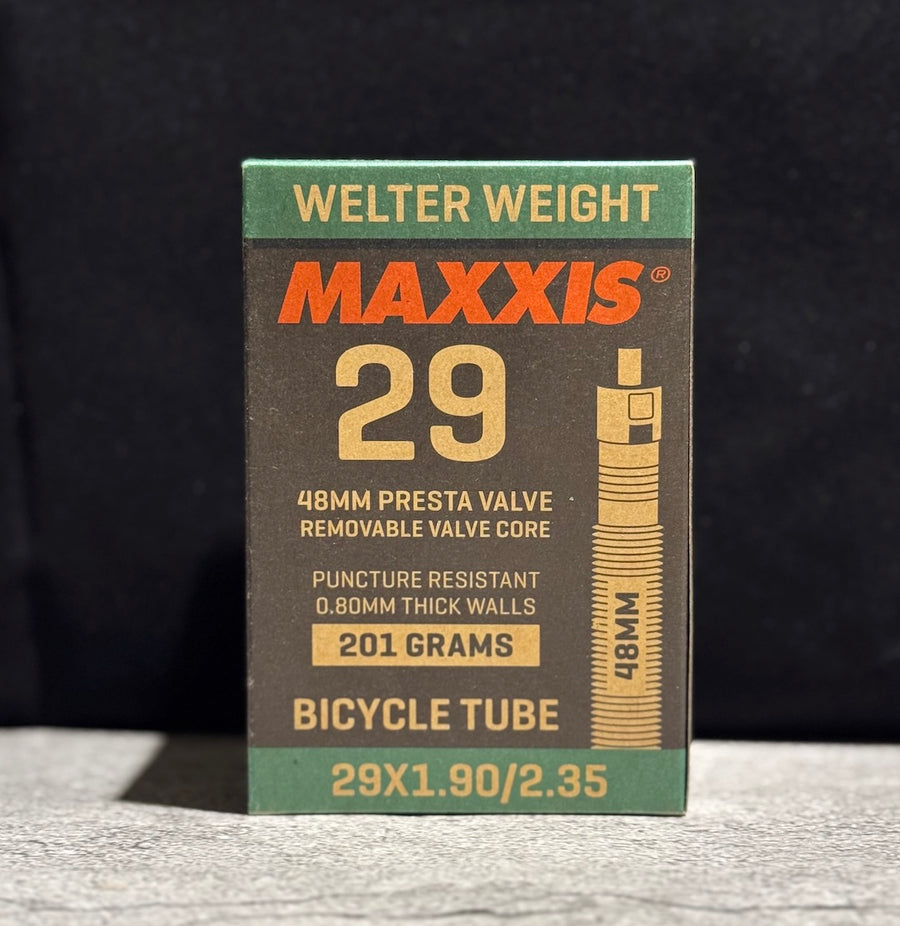 WELTER WEIGHT
MAXXIS®
29
48MM PRESTA VALVE
REMOVABLE VALVE CORE
PUNCTURE RESISTANT
0.80MM THICK WALLS
201 GRAMS
48MM
BICYCLE TUBE
29X1.90/2.35